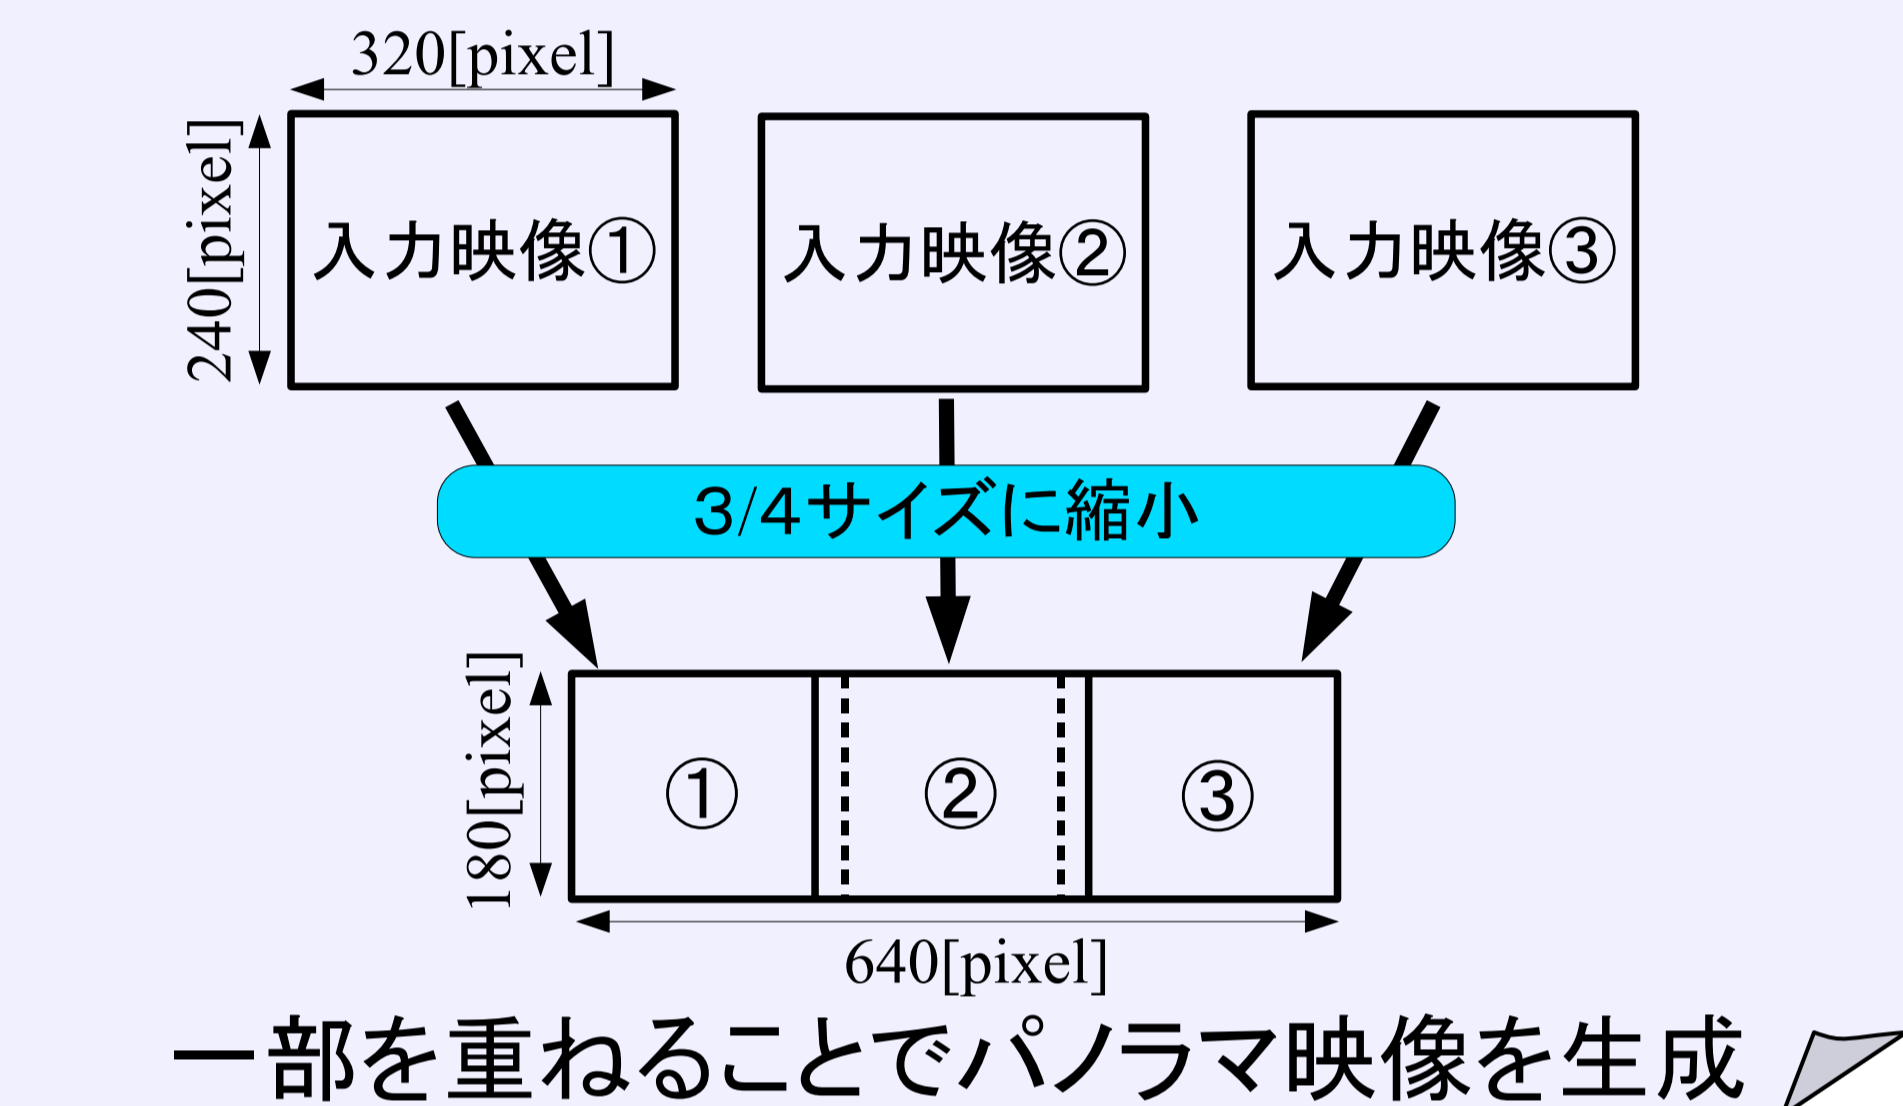 320[pixel]
240[pixel]
入力映像①
入力映像②
入力映像③
3/4サイズに縮小
180[pixel]
①
②
③
640[pixel]
一部を重ねることでパノラマ映像を生成